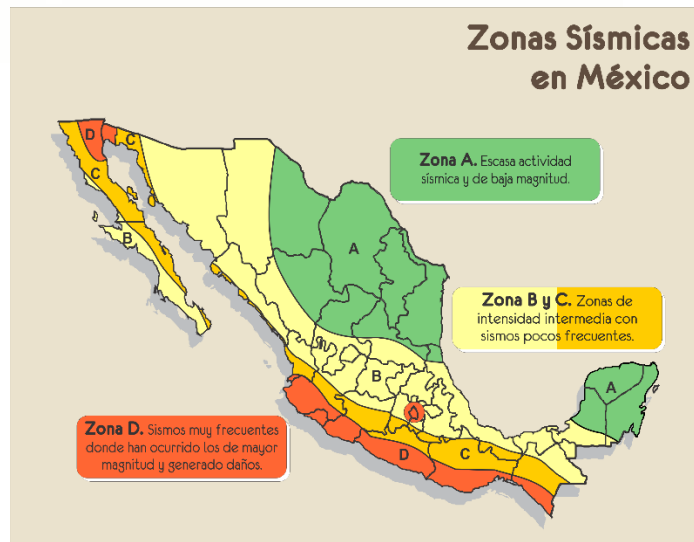 Zonas Sísmicas
en México
D
C
Zona A. Escasa actividad
sísmica y de baja magnitud.
C
B
A
Zona B y C. Zonas de
intensidad intermedia con
sismos pocos frecuentes.
B
A
Zona D. Sismos muy frecuentes
donde han ocurrido los de mayor
magnitud y generado daños.
D
C